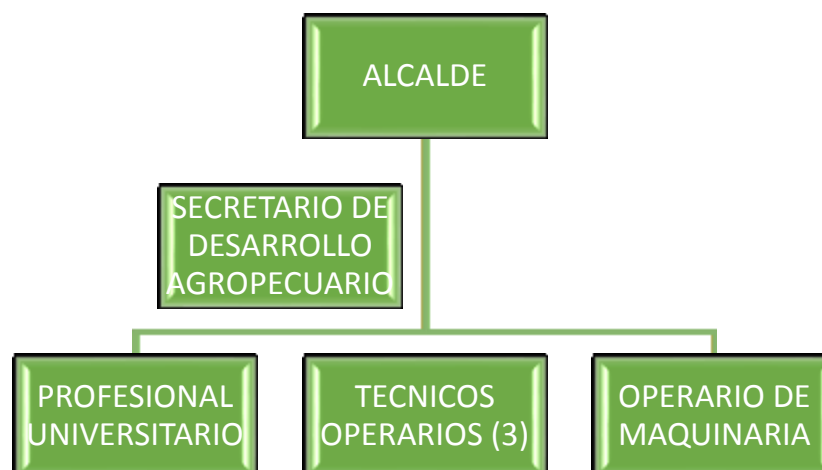 ALCALDE
SECRETARIO DE
DESARROLLO
AGROPECUARIO
PROFESIONAL
UNIVERSITARIO
TECNICOS
OPERARIOS (3)
OPERARIO DE
MAQUINARIA